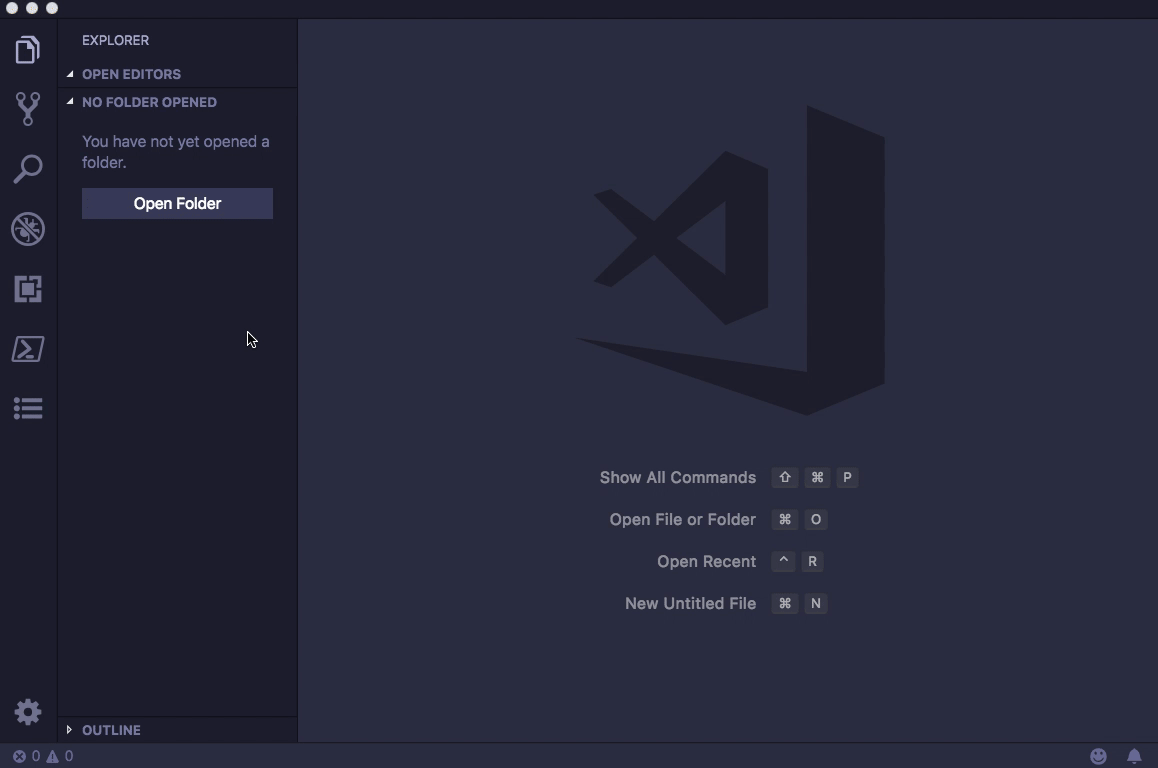 EXPLORER
OPEN EDITORS
NO FOLDER OPENED
You have not yet opened a
folder.
Open Folder
Show All Commands ⇧ ⌘ P
Open File or Folder ⌘ O
Open Recent ^ R
New Untitled File ⌘ N
OUTLINE
0 0